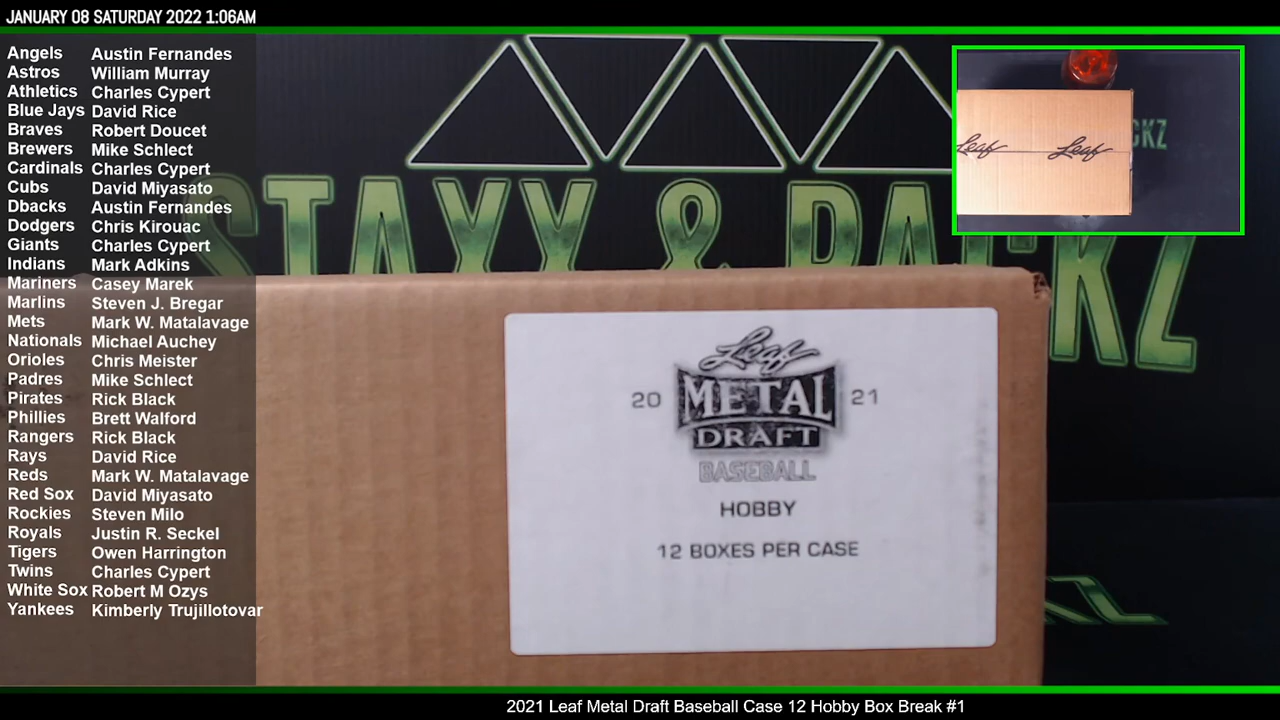 JANUARY 08 SATURDAY 2022 1:06AM
Angels Austin Fernandes
Astros William Murray
Athletics Charles Cypert
Blue Jays David Rice
Braves Robert Doucet
Brewers Mike Schlect
Cardinals Charles Cypert
Cubs David Miyasato
Dbacks Austin Fernandes
Dodgers Chris Kirouac
Giants Charles Cypert
Indians Mark Adkins
Mariners Casey Marek
Marlins Steven J. Bregar
Mets Mark W. Matalavage
Nationals Michael Auchey
Orioles Chris Meister
Padres Mike Schlect
Pirates Rick Black
Phillies Brett Walford
Rangers Rick Black
Rays David Rice
Reds Mark W. Matalavage
Red Sox David Miyasato
Rockies Steven Milo
Royals Justin R. Seckel
Tigers Owen Harrington
Twins Charles Cypert
White Sox Robert M Ozys
Yankees Kimberly Trujillotovar
STAXX & PACKZ
Leaf Leaf
CKZ
Leaf
20 METAL 21
DRAFT
BASEBALL
HOBBY
12 BOXES PER CASE
2021 Leaf Metal Draft Baseball Case 12 Hobby Box Break #1